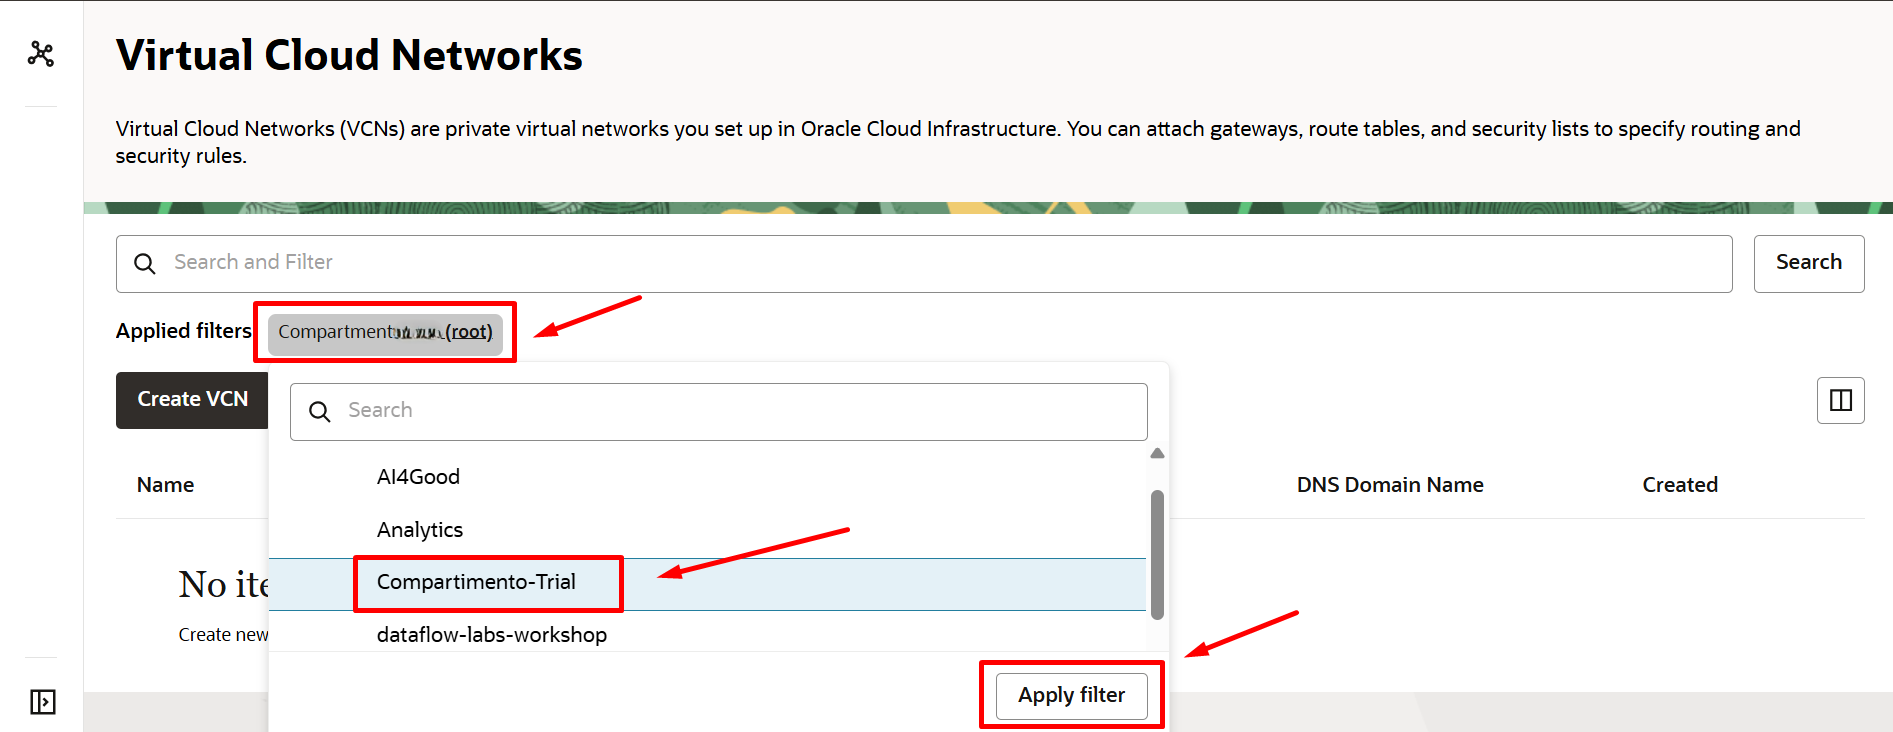 Virtual Cloud Networks
Virtual Cloud Networks (VCNs) are private virtual networks you set up in Oracle Cloud Infrastructure. You can attach gateways, route tables, and security lists to specify routing and
security rules.
Search and Filter
Search
Applied filters
Compartment (root)
Create VCN
Search
AI4Good
Analytics
Compartimento-Trial
dataflow-labs-workshop
Apply filter
Name
DNS Domain Name
Created
No ite
Create new